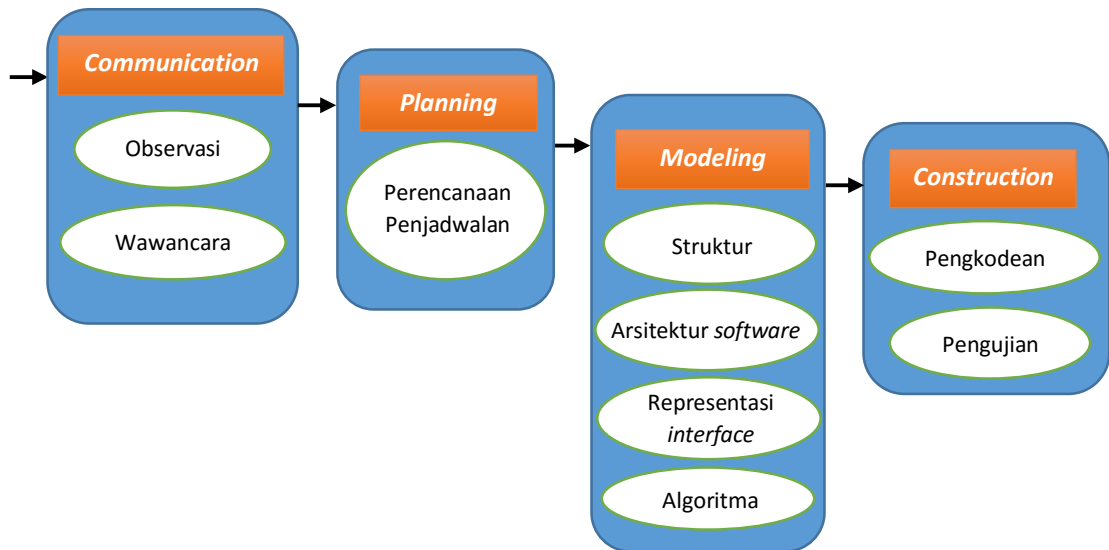 Communication
Observasi
Wawancara
Planning
Perencanaan
Penjadwalan
Modeling
Struktur
Arsitektur software
Representasi
interface
Algoritma
Construction
Pengkodean
Pengujian